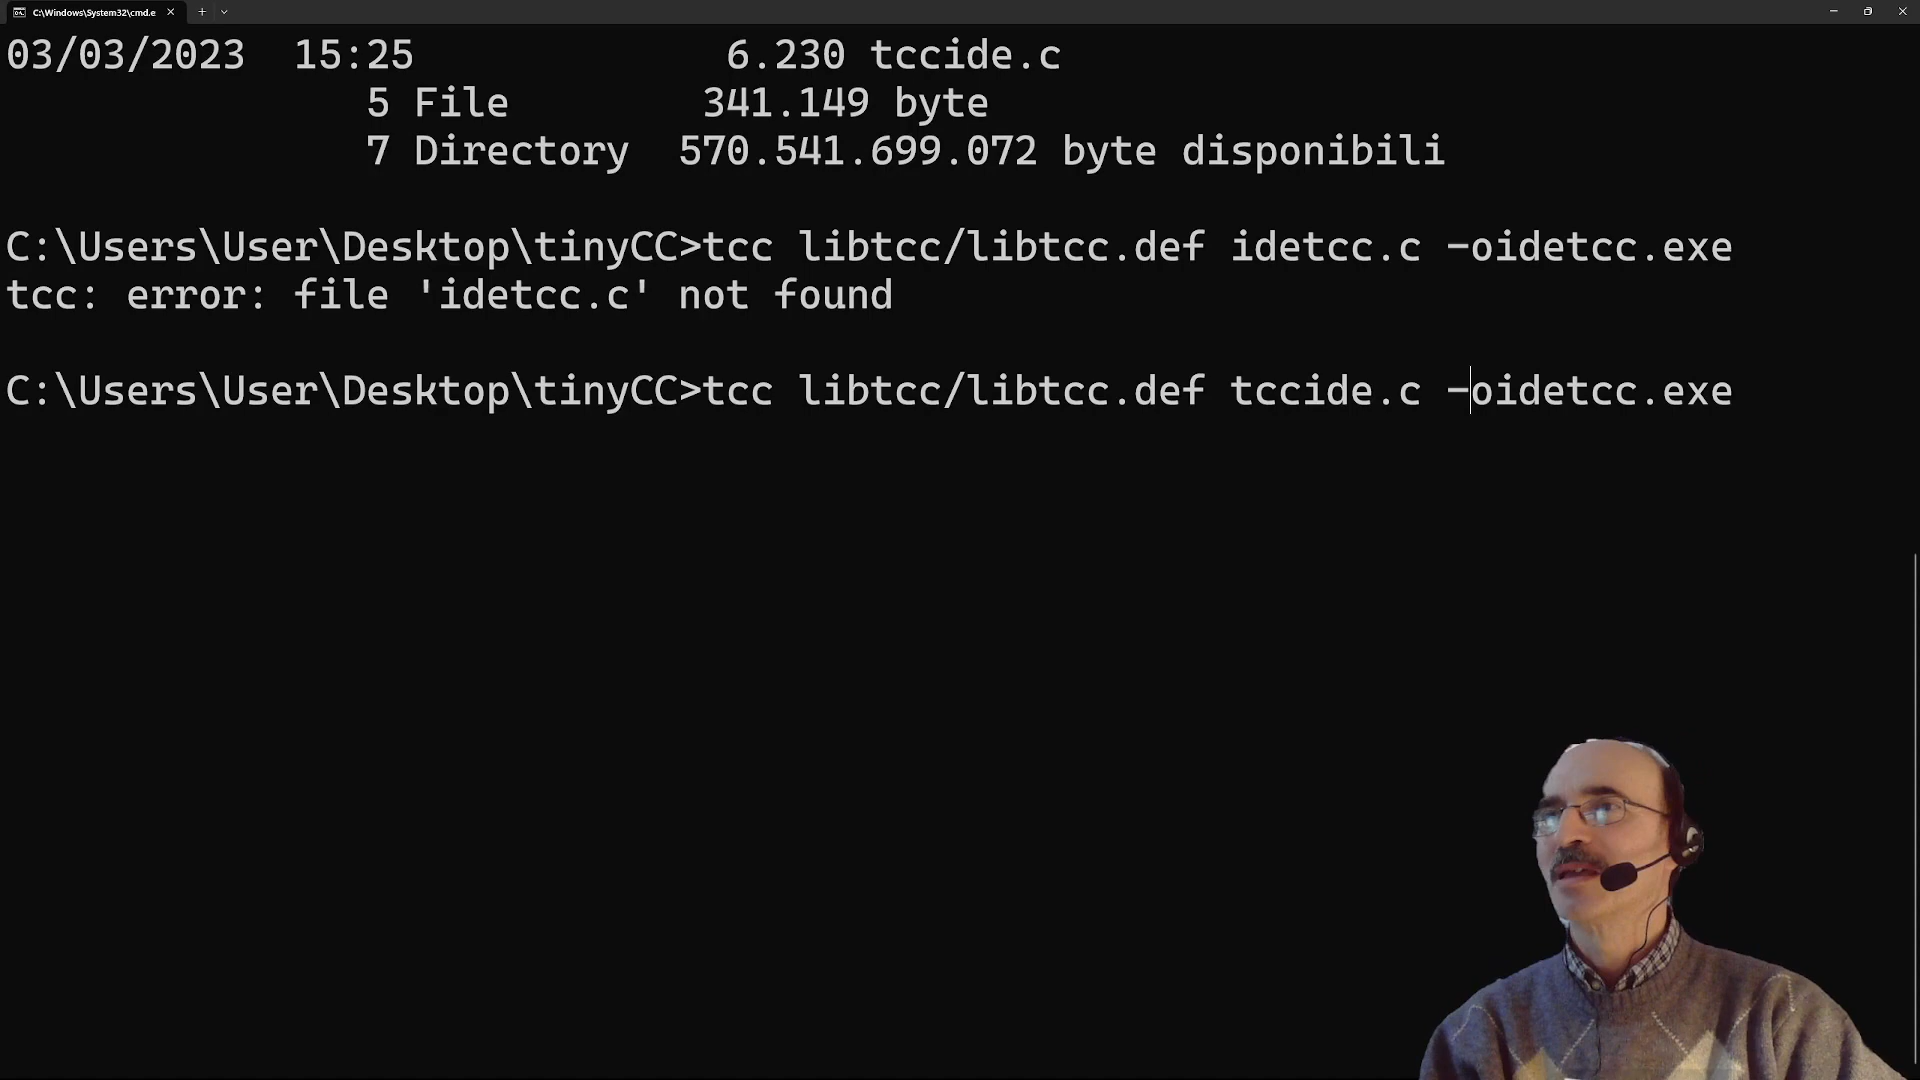 C:\Windows\System32\cmd.e
03/03/2023 15:25 6.230 tccide.c
5 File 341.149 byte
7 Directory 570.541.699.072 byte disponibili
C:\Users\User\Desktop\tinyCC>tcc libtcc/libtcc.def idetcc.c -oidetcc.exe
tcc: error: file 'idetcc.c' not found
C:\Users\User\Desktop\tinyCC>tcc libtcc/libtcc.def tccide.c -oidetcc.exe